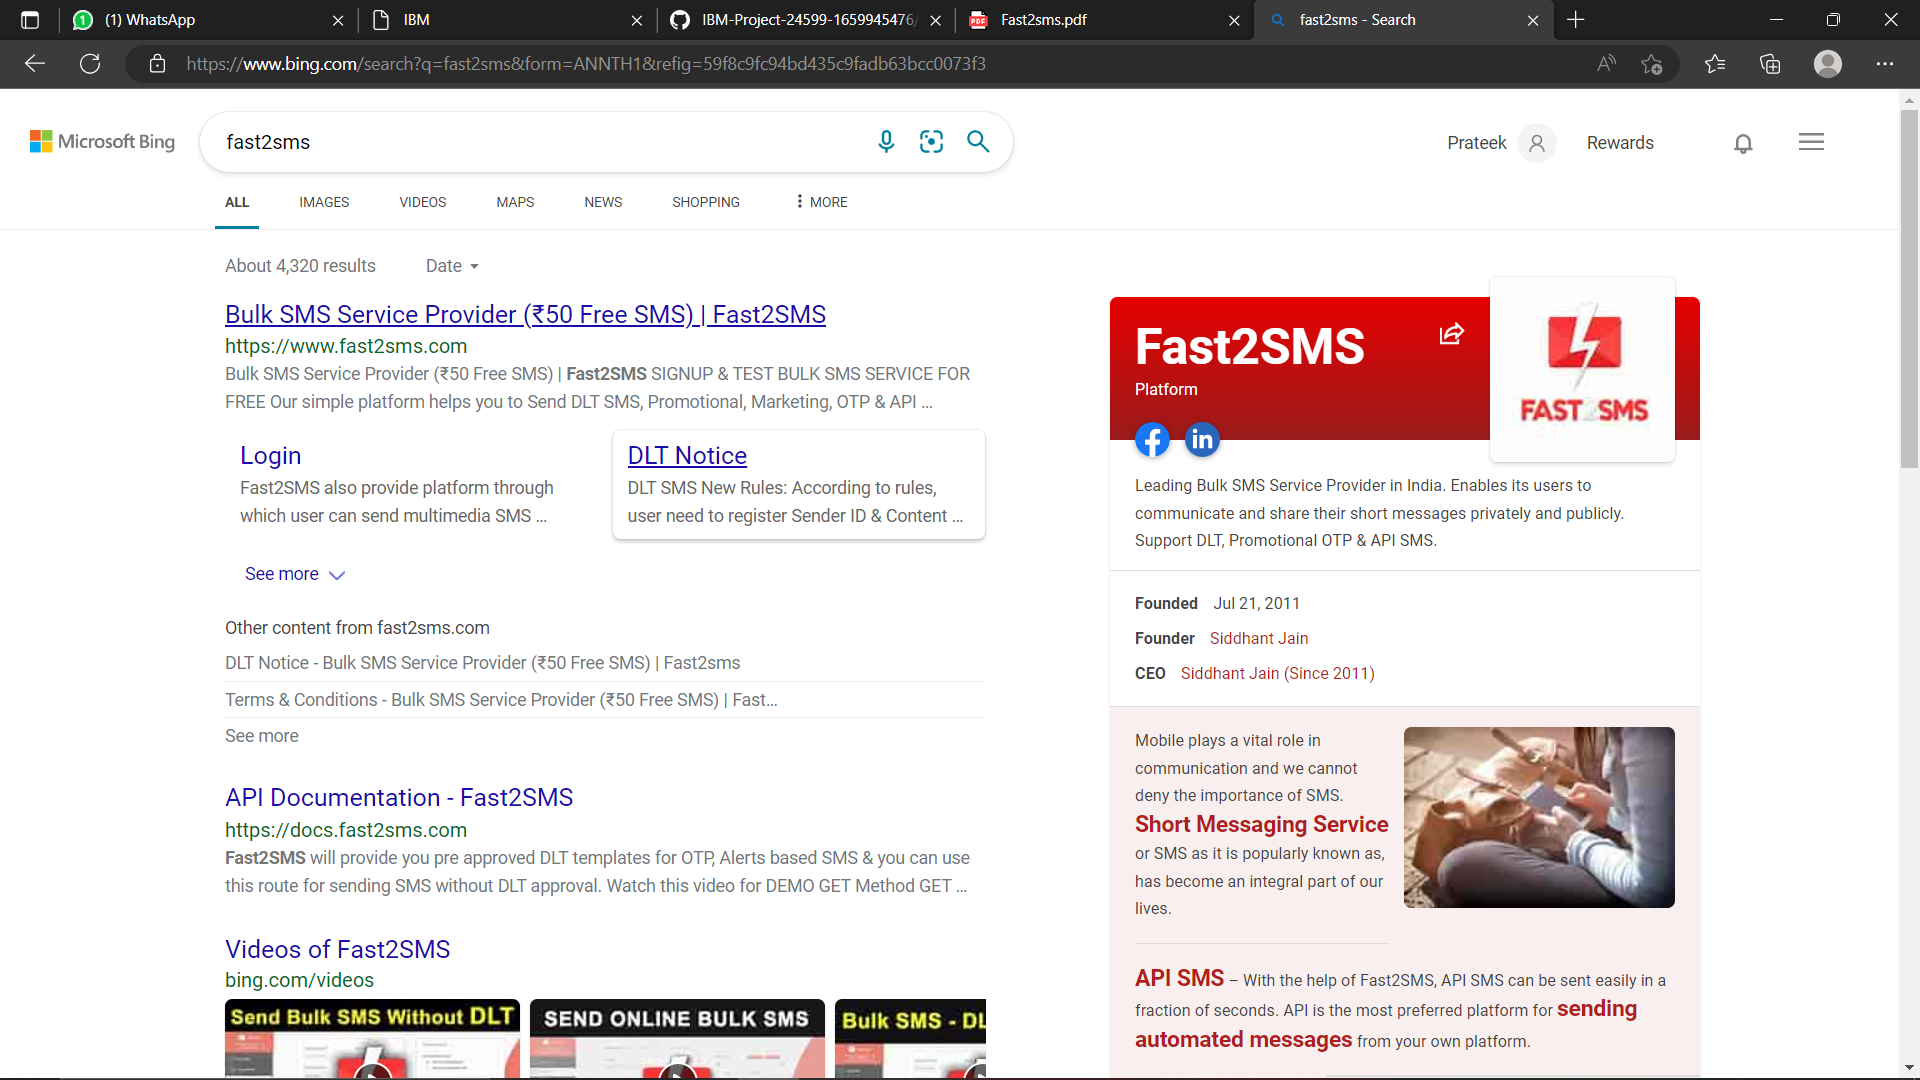 (1) WhatsApp
IBM
IBM-Project-24599-1659945476/
Fast2sms.pdf
fast2sms - Search
https://www.bing.com/search?q=fast2sms&form=ANNTH1&refig=59f8c9fc94bd435c9fadb63bcc0073f3
Microsoft Bing
fast2sms
Prateek
Rewards
ALL
IMAGES
VIDEOS
MAPS
NEWS
SHOPPING
MORE
About 4,320 results
Date
Bulk SMS Service Provider (₹50 Free SMS) | Fast2SMS
https://www.fast2sms.com
Bulk SMS Service Provider (₹50 Free SMS) | Fast2SMS SIGNUP & TEST BULK SMS SERVICE FOR
FREE Our simple platform helps you to Send DLT SMS, Promotional, Marketing, OTP & API ...
Login
Fast2SMS also provide platform through
which user can send multimedia SMS ...
DLT Notice
DLT SMS New Rules: According to rules,
user need to register Sender ID & Content ...
See more
Other content from fast2sms.com
DLT Notice - Bulk SMS Service Provider (₹50 Free SMS) | Fast2sms
Terms & Conditions - Bulk SMS Service Provider (₹50 Free SMS) | Fast...
See more
API Documentation - Fast2SMS
https://docs.fast2sms.com
Fast2SMS will provide you pre approved DLT templates for OTP, Alerts based SMS & you can use
this route for sending SMS without DLT approval. Watch this video for DEMO GET Method GET ...
Videos of Fast2SMS
bing.com/videos
Send Bulk SMS Without DLT
SEND ONLINE BULK SMS
Bulk SMS - DL
Fast2SMS
Platform
FAST2SMS
Leading Bulk SMS Service Provider in India. Enables its users to
communicate and share their short messages privately and publicly.
Support DLT, Promotional OTP & API SMS.
Founded Jul 21, 2011
Founder Siddhant Jain
CEO Siddhant Jain (Since 2011)
Mobile plays a vital role in
communication and we cannot
deny the importance of SMS.
Short Messaging Service
or SMS as it is popularly known as,
has become an integral part of our
lives.
API SMS – With the help of Fast2SMS, API SMS can be sent easily in a
fraction of seconds. API is the most preferred platform for sending
automated messages from your own platform.